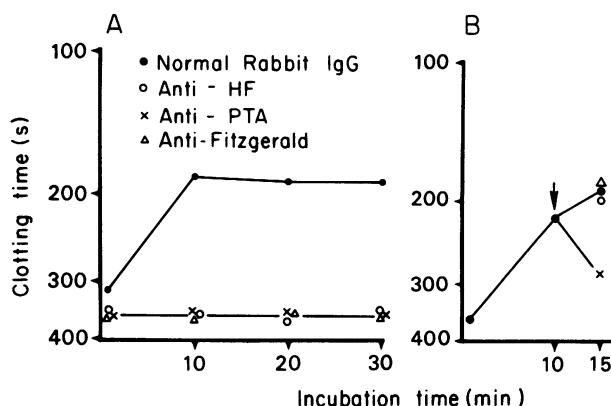 A
B
Normal Rabbit IgG
Anti - HF
Anti - PTA
Anti-Fitzgerald
Clotting time (s)
100
200
300
400
10
20
30
100
200
300
400
10
15
Incubation time (min)